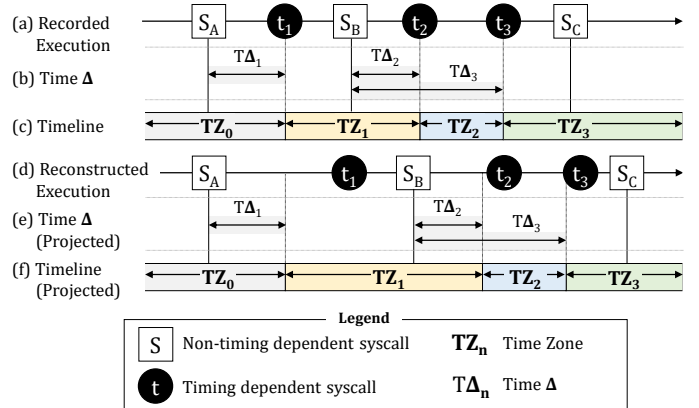 (a) Recorded
Execution
S_A t_1 S_B t_2 t_3 S_C
(b) Time Δ
TΔ_1 TΔ_2
TΔ_3
(c) Timeline
TZ_0 TZ_1 TZ_2 TZ_3
(d) Reconstructed
Execution
S_A t_1 S_B t_2 t_3 S_C
(e) Time Δ
(Projected)
TΔ_1 TΔ_2
TΔ_3
(f) Timeline
(Projected)
TZ_0 TZ_1 TZ_2 TZ_3
Legend
S Non-timing dependent syscall TZ_n Time Zone
t Timing dependent syscall TΔ_n Time Δ